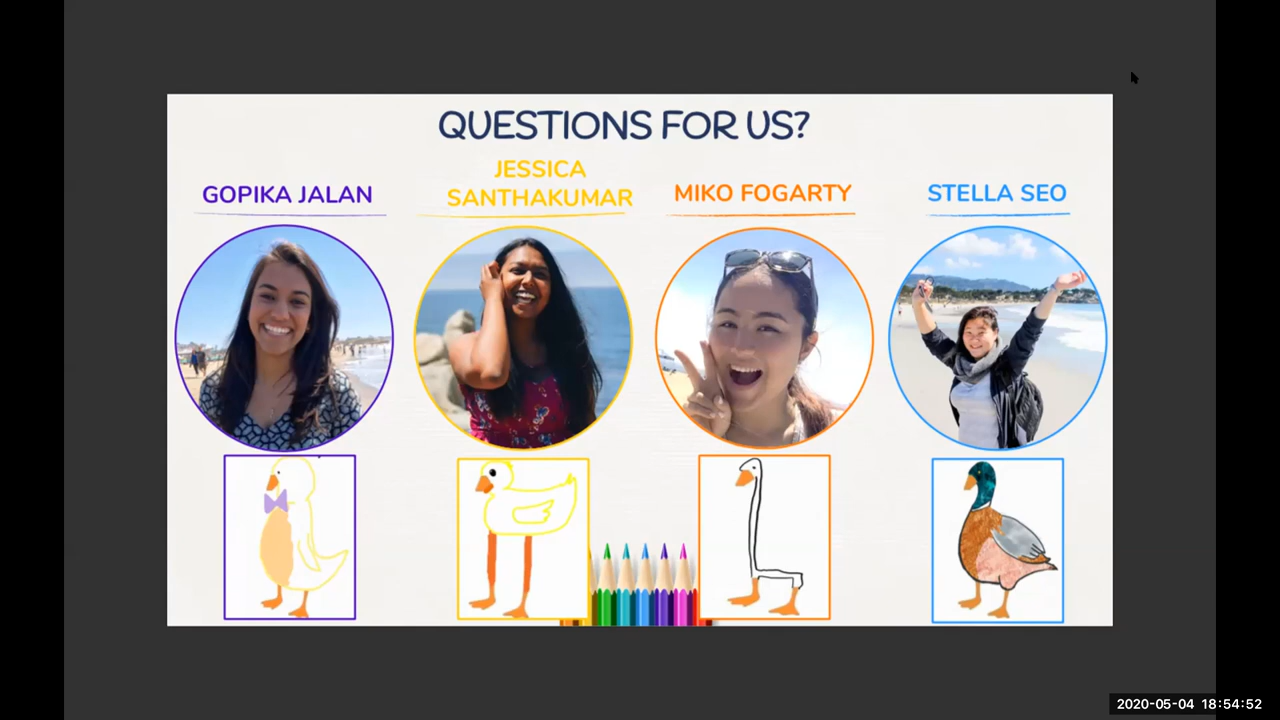 QUESTIONS FOR US?
GOPIKA JALAN
JESSICA
SANTHAKUMAR
MIKO FOGARTY
STELLA SEO
2020-05-04 18:54:52